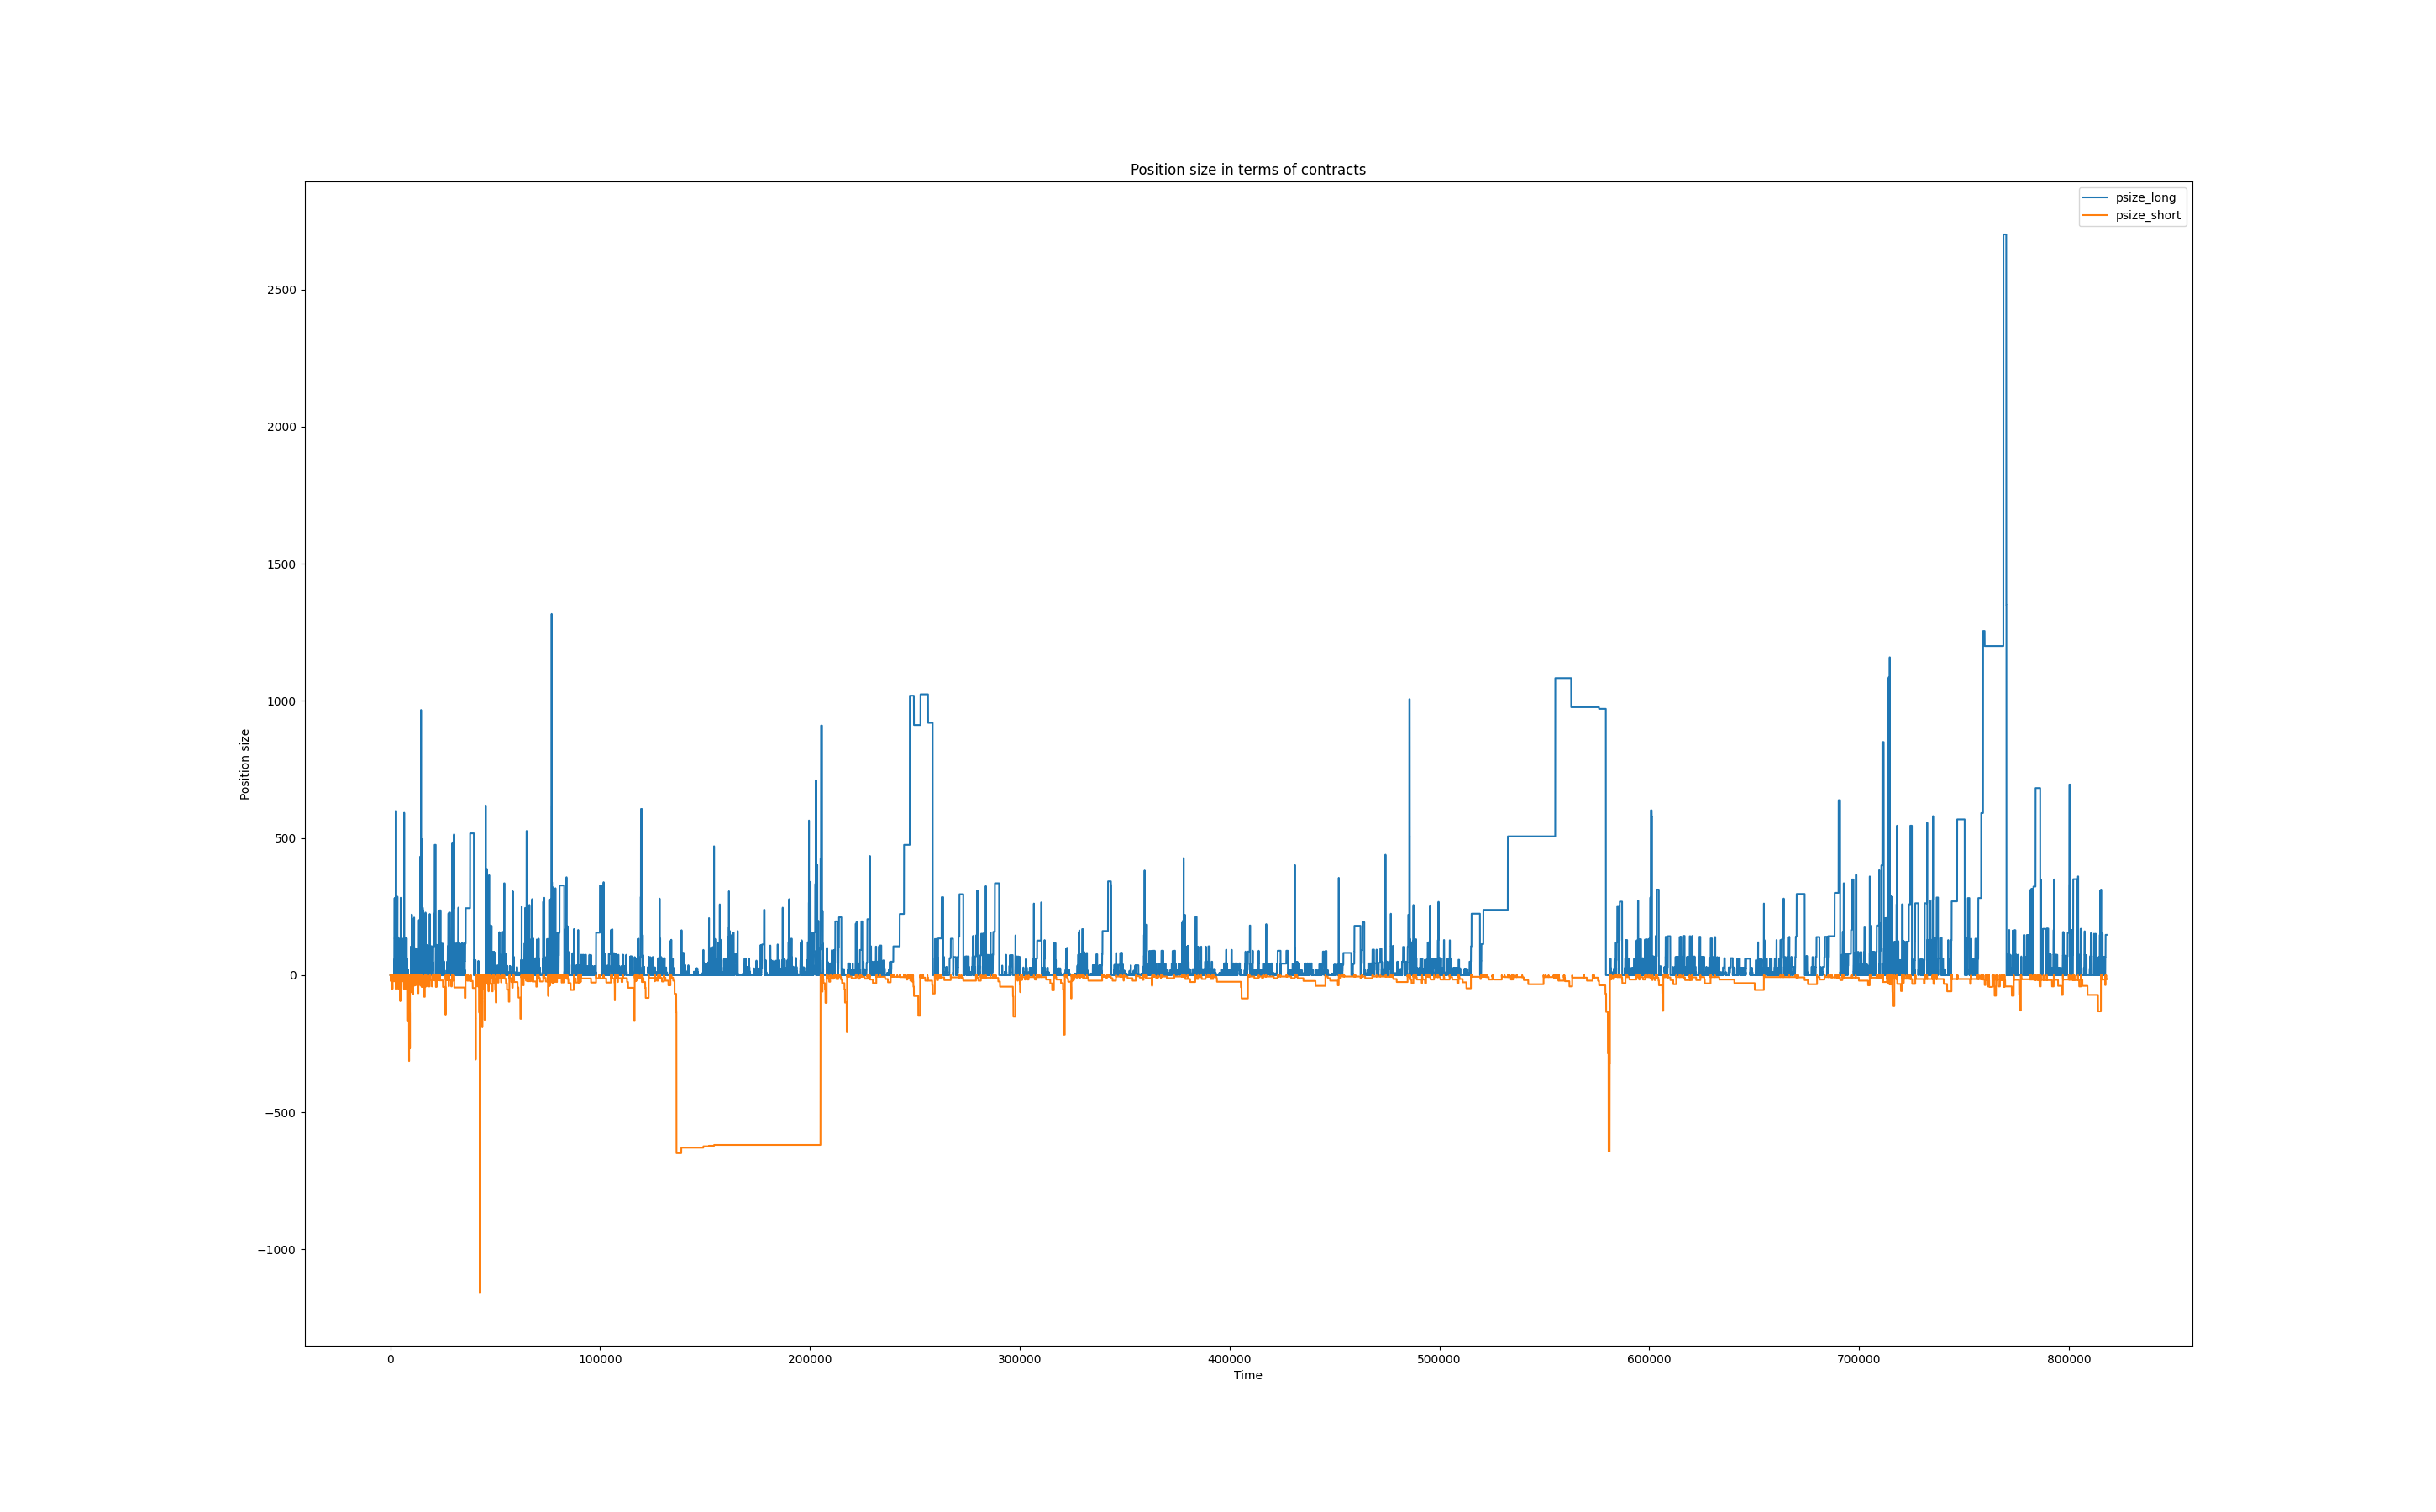 Position size in terms of contracts
psize_long
psize_short
2500
2000
1500
1000
500
0
−500
−1000
Position size
0 100000 200000 300000 400000 500000 600000 700000 800000
Time